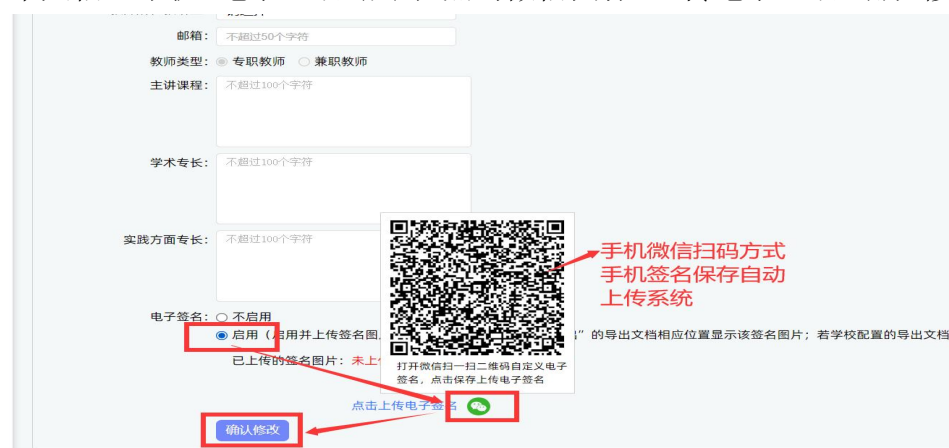 邮箱： 不超过50个字符
教师类型： 专职教师 兼职教师
主讲课程： 不超过100个字符
学术专长： 不超过100个字符
实践方面专长： 不超过100个字符
手机微信扫码方式
手机签名保存自动
上传系统
电子签名： 不启用
启用（启用并上传签名图 ”的导出文档相应位置显示该签名图片；若学校配置的导出文档
已上传的签名图片：未上
打开微信扫一扫二维码自定义电子
签名，点击保存上传电子签名
点击上传电子签名
确认修改